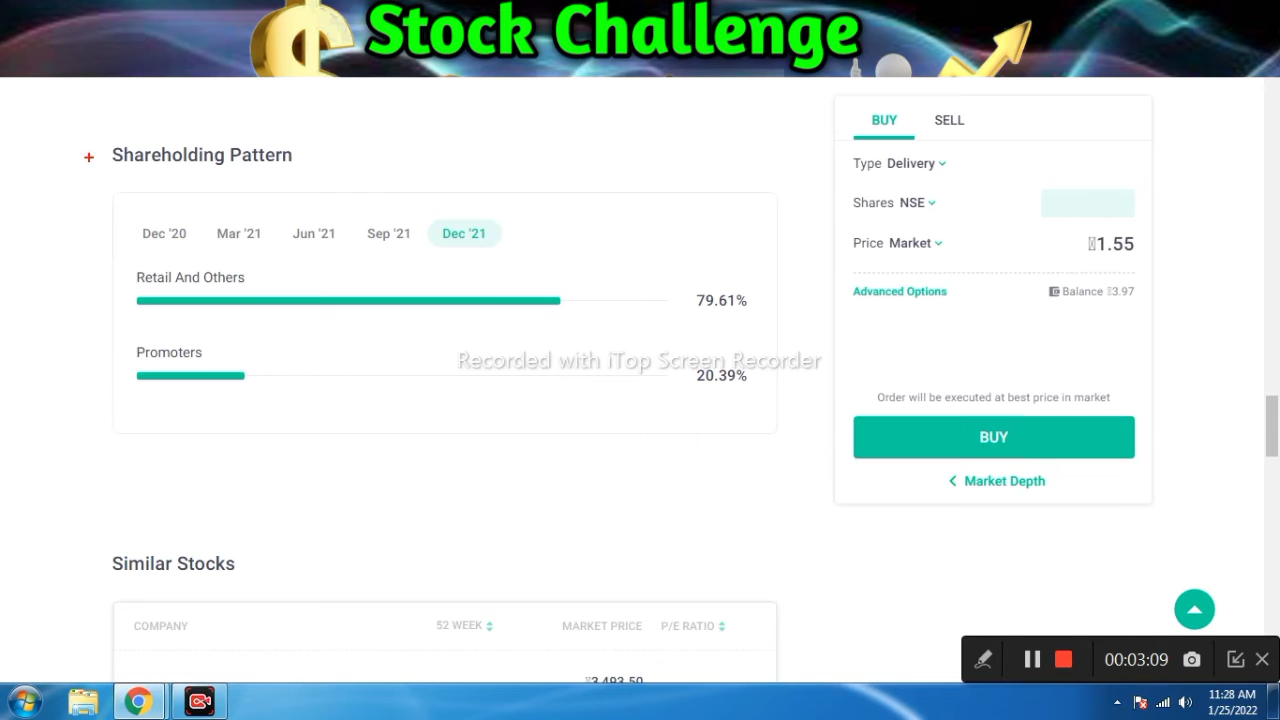 Stock Challenge
BUY SELL
Shareholding Pattern
Type Delivery
Dec '20 Mar '21 Jun '21 Sep '21 Dec '21
Shares NSE
Price Market 1.55
Retail And Others
79.61%
Advanced Options Balance 3.97
Promoters
20.39%
Recorded with iTop Screen Recorder
Order will be executed at best price in market
BUY
Market Depth
Similar Stocks
COMPANY 52 WEEK MARKET PRICE P/E RATIO
3,493.50
00:03:09
11:28 AM
1/25/2022